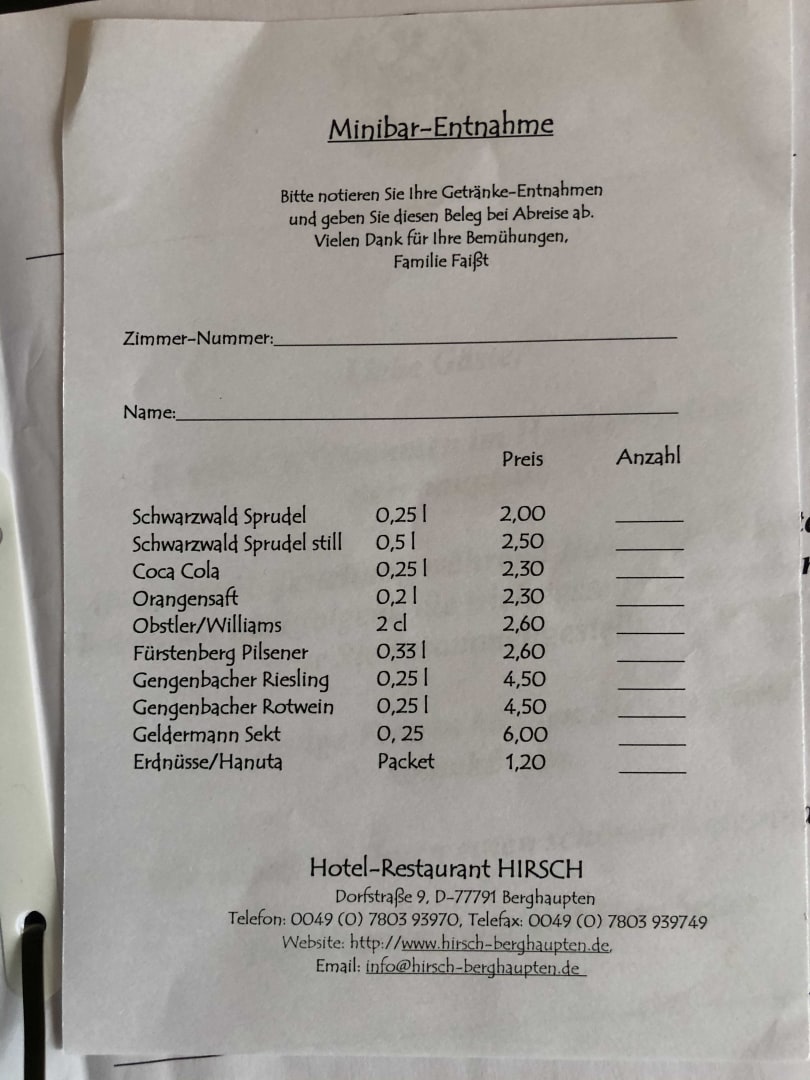 Minibar-Entnahme
Bitte notieren Sie Ihre Getränke-Entnahmen
und geben Sie diesen Beleg bei Abreise ab.
Vielen Dank für Ihre Bemühungen,
Familie Faißt
Zimmer-Nummer:
Name:
Preis Anzahl
Schwarzwald Sprudel 0,25 l 2,00
Schwarzwald Sprudel still 0,5 l 2,50
Coca Cola 0,25 l 2,30
Orangensaft 0,2 l 2,30
Obstler/Williams 2 cl 2,60
Fürstenberg Pilsener 0,33 l 2,60
Gengenbacher Riesling 0,25 l 4,50
Gengenbacher Rotwein 0,25 l 4,50
Geldermann Sekt 0, 25 6,00
Erdnüsse/Hanuta Packet 1,20
Hotel-Restaurant HIRSCH
Dorfstraße 9, D-77791 Berghaupten
Telefon: 0049 (0) 7803 93970, Telefax: 0049 (0) 7803 939749
Website: http://www.hirsch-berghaupten.de,
Email: info@hirsch-berghaupten.de